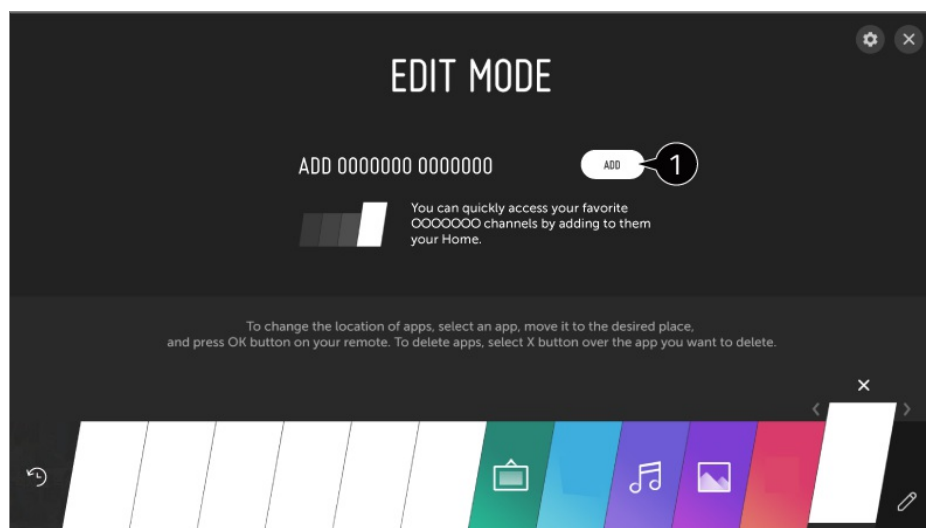 EDIT MODE
ADD OOOOOOO OOOOOOO
ADD
1
You can quickly access your favorite
OOOOOOO channels by adding to them
your Home.
To change the location of apps, select an app, move it to the desired place,
and press OK button on your remote. To delete apps, select X button over the app you want to delete.